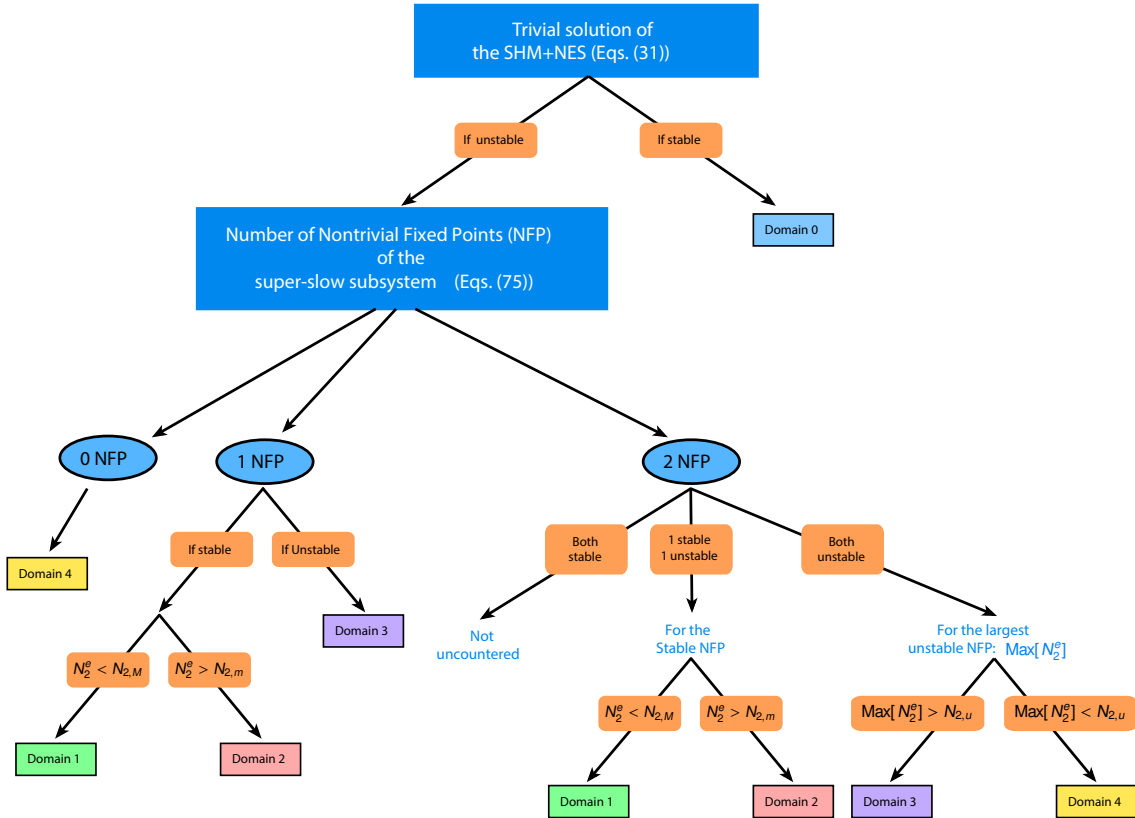 Trivial solution of
the SHM+NES (Eqs. (31))
If unstable
If stable
Domain 0
Number of Nontrivial Fixed Points (NFP)
of the
super-slow subsystem (Eqs. (75))
0 NFP
1 NFP
2 NFP
If stable
If Unstable
Both
stable
1 stable
1 unstable
Both
unstable
Domain 4
Domain 3
Not
uncountered
For the
Stable NFP
For the largest
unstable NFP: Max[ N₂ᵉ]
N₂ᵉ < N₂,M
N₂ᵉ > N₂,m
N₂ᵉ < N₂,M
N₂ᵉ > N₂,m
Max[ N₂ᵉ] > N₂,u
Max[ N₂ᵉ] < N₂,u
Domain 1
Domain 2
Domain 1
Domain 2
Domain 3
Domain 4